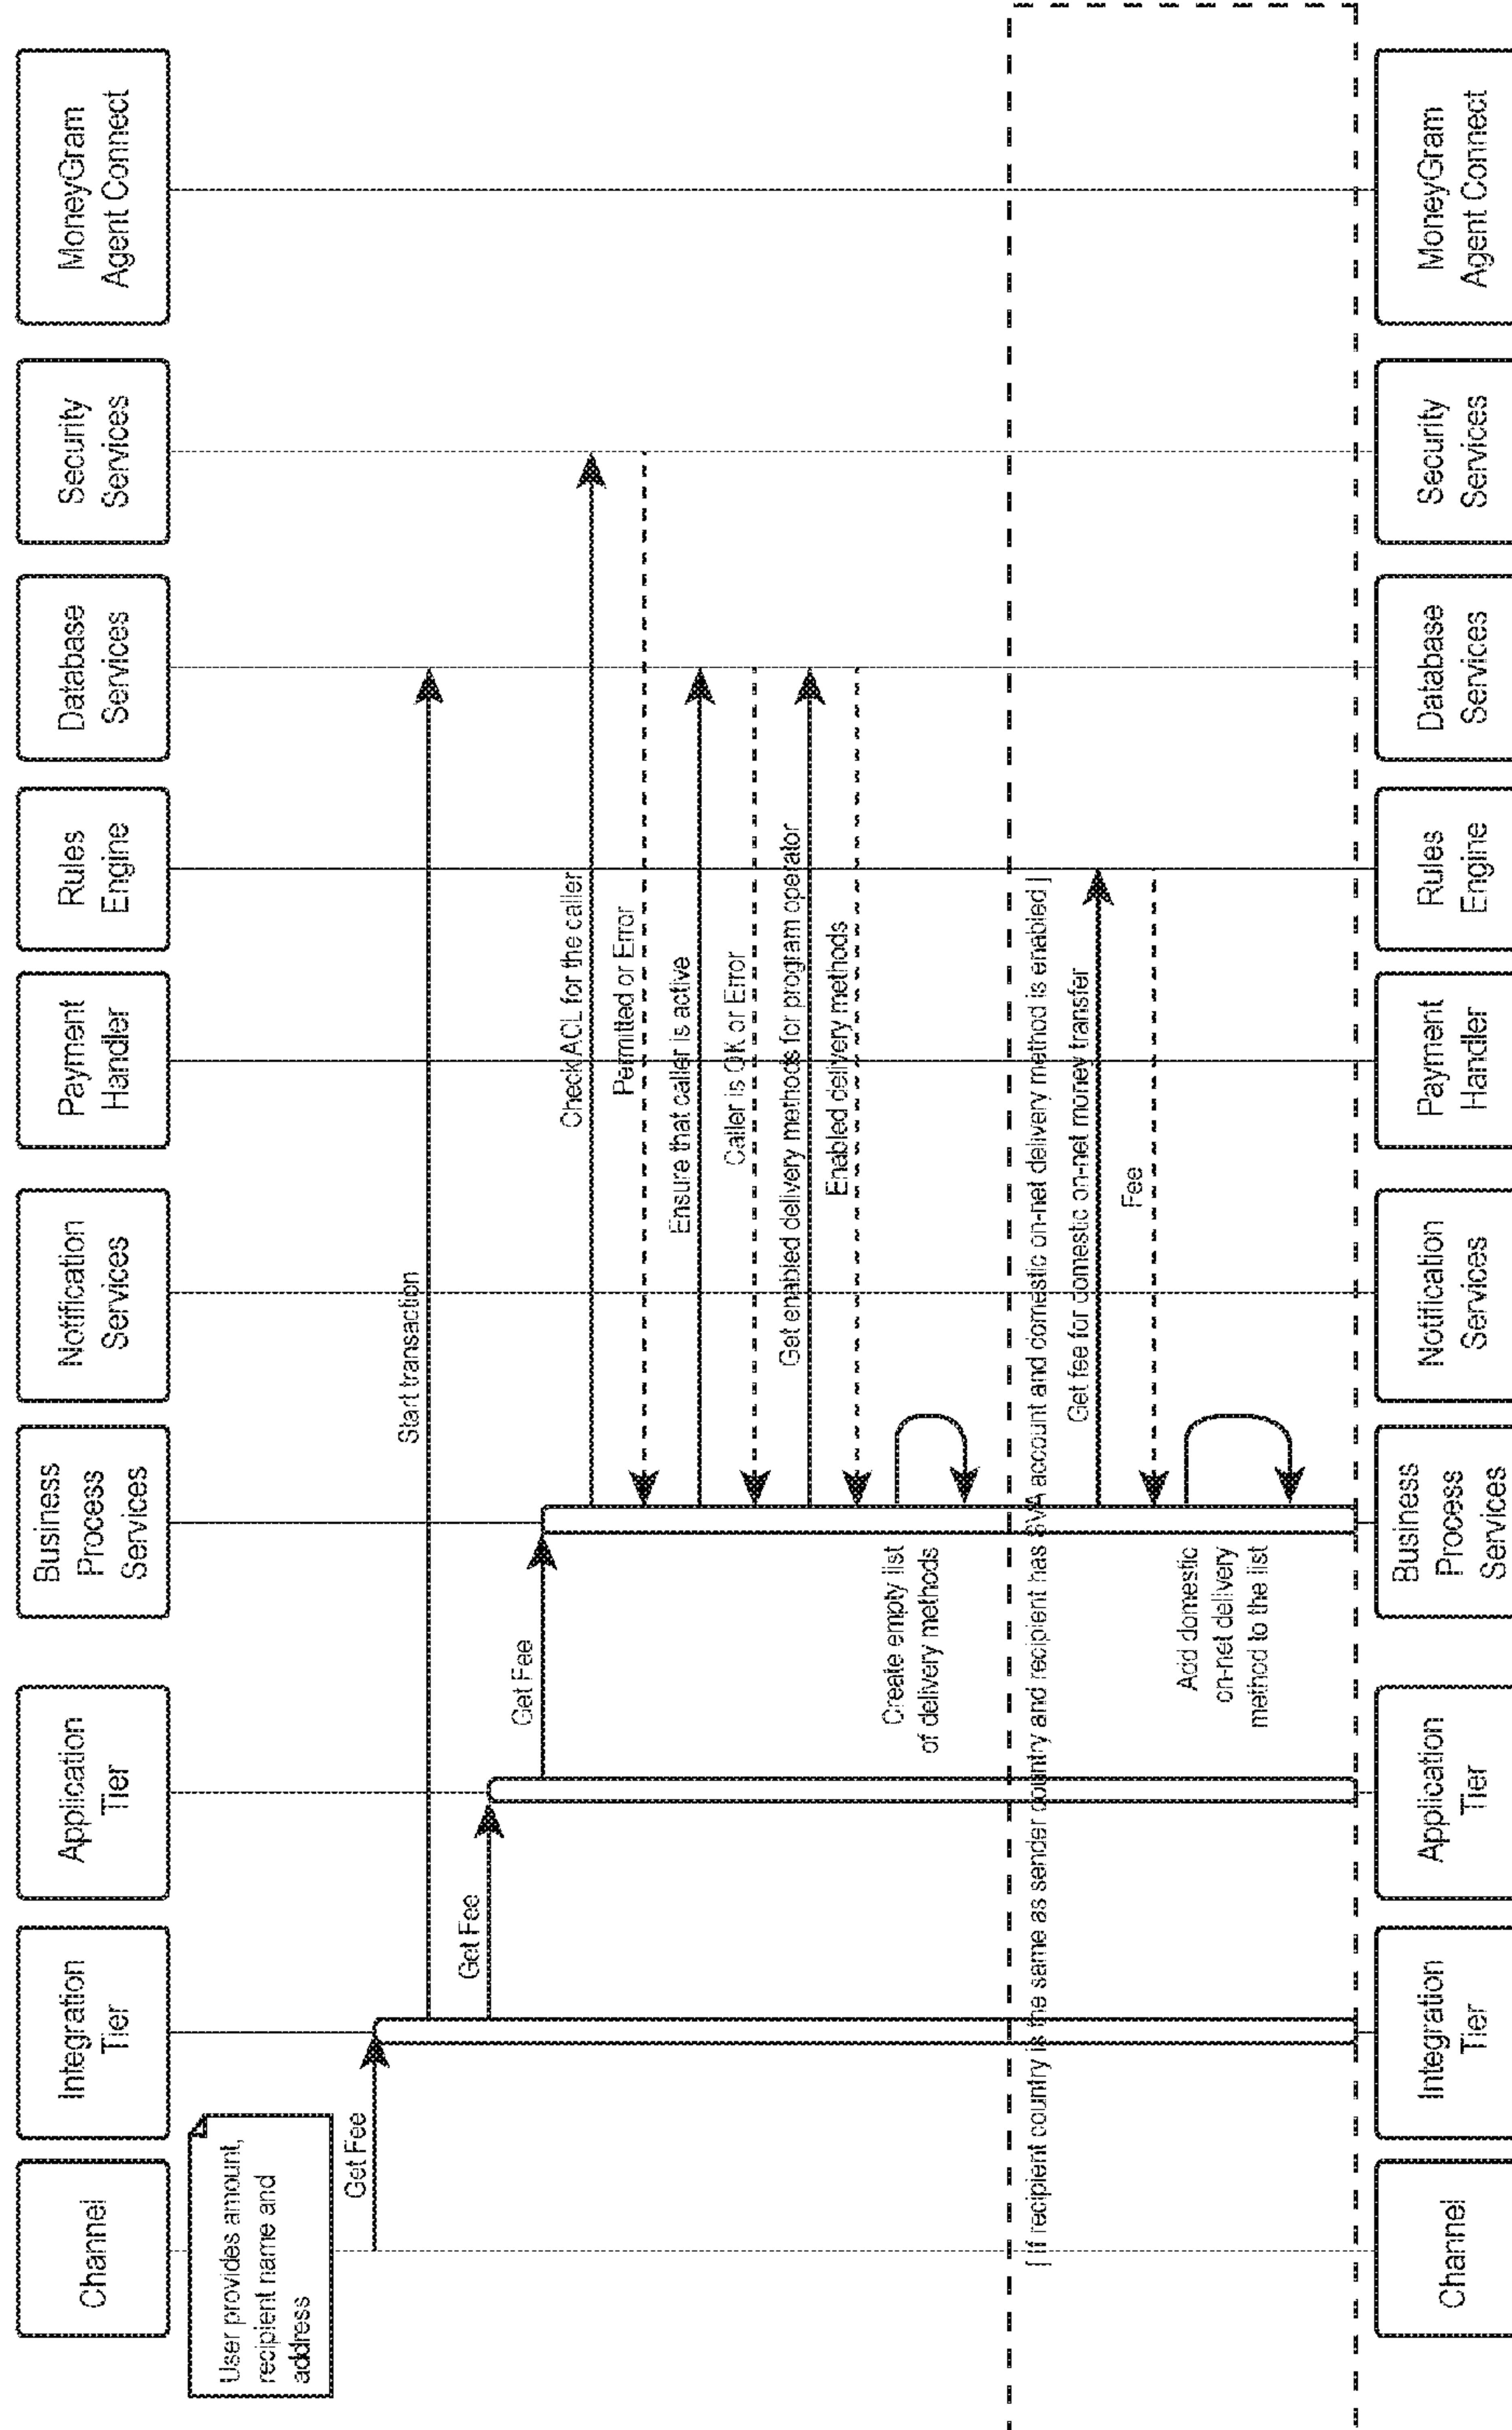 Channel
Integration
Tier
Application
Tier
Business
Process
Services
Notification
Services
Payment
Handler
Rules
Engine
Database
Services
Security
Services
MoneyGram
Agent Connect
User provides amount,
recipient name and
address
Get Fee
Start transaction
Get Fee
Get Fee
Check ACL for the caller
Permitted or Error
Ensure that caller is active
Caller is OK or Error
Get enabled delivery methods for program operator
Enabled delivery methods
Create empty list
of delivery methods
[ If recipient country is the same as sender country and recipient has SVA account and domestic on-net delivery method is enabled ]
Get fee for domestic on-net money transfer
Fee
Add domestic
on-net delivery
method to the list
Channel
Integration
Tier
Application
Tier
Business
Process
Services
Notification
Services
Payment
Handler
Rules
Engine
Database
Services
Security
Services
MoneyGram
Agent Connect